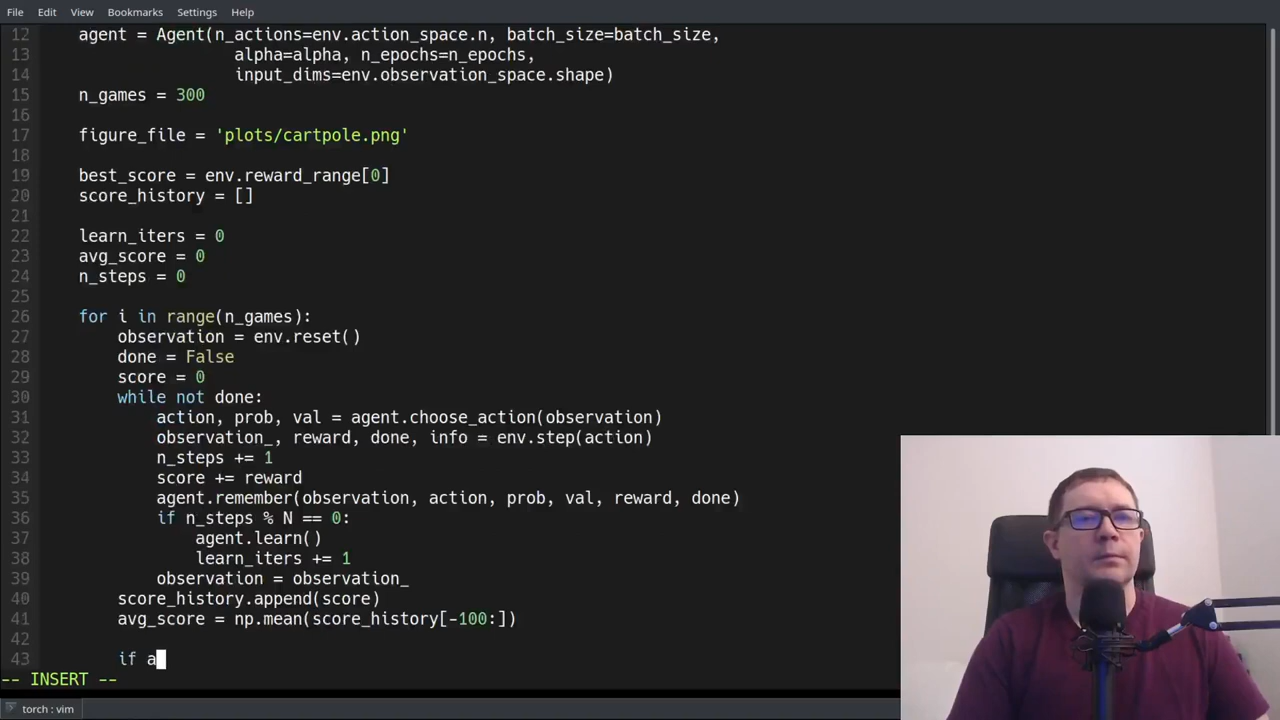 File Edit View Bookmarks Settings Help
12 agent = Agent(n_actions=env.action_space.n, batch_size=batch_size,
13 alpha=alpha, n_epochs=n_epochs,
14 input_dims=env.observation_space.shape)
15 n_games = 300
16
17 figure_file = 'plots/cartpole.png'
18
19 best_score = env.reward_range[0]
20 score_history = []
21
22 learn_iters = 0
23 avg_score = 0
24 n_steps = 0
25
26 for i in range(n_games):
27 observation = env.reset()
28 done = False
29 score = 0
30 while not done:
31 action, prob, val = agent.choose_action(observation)
32 observation_, reward, done, info = env.step(action)
33 n_steps += 1
34 score += reward
35 agent.remember(observation, action, prob, val, reward, done)
36 if n_steps % N == 0:
37 agent.learn()
38 learn_iters += 1
39 observation = observation_
40 score_history.append(score)
41 avg_score = np.mean(score_history[-100:])
42
43 if a
-- INSERT --
torch : vim